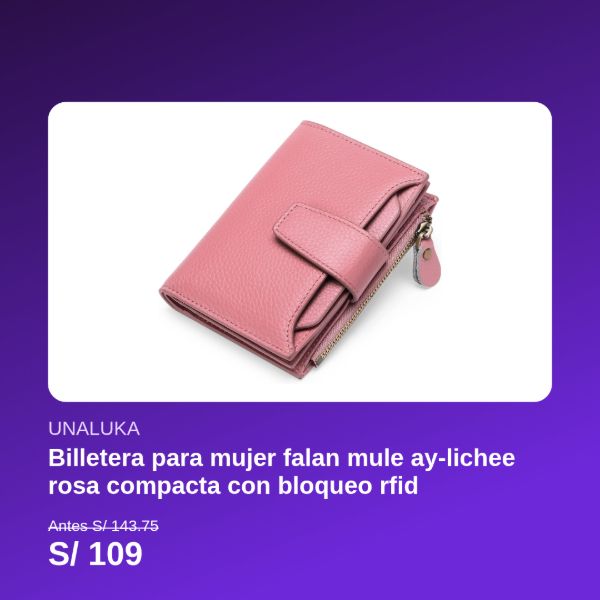 UNALUKA
Billetera para mujer falan mule ay-lichee
rosa compacta con bloqueo rfid
Antes S/ 143.75
S/ 109